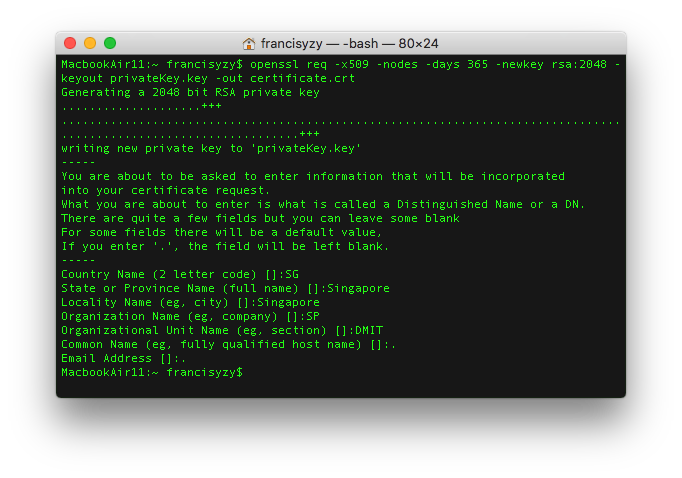 francisyzy — -bash — 80×24
MacbookAir11:~ francisyzy$ openssl req -x509 -nodes -days 365 -newkey rsa:2048 -
keyout privateKey.key -out certificate.crt
Generating a 2048 bit RSA private key
....................+++
................................................................................
..................................+++
writing new private key to 'privateKey.key'
-----
You are about to be asked to enter information that will be incorporated
into your certificate request.
What you are about to enter is what is called a Distinguished Name or a DN.
There are quite a few fields but you can leave some blank
For some fields there will be a default value,
If you enter '.', the field will be left blank.
-----
Country Name (2 letter code) []:SG
State or Province Name (full name) []:Singapore
Locality Name (eg, city) []:Singapore
Organization Name (eg, company) []:SP
Organizational Unit Name (eg, section) []:DMIT
Common Name (eg, fully qualified host name) []:.
Email Address []:.
MacbookAir11:~ francisyzy$